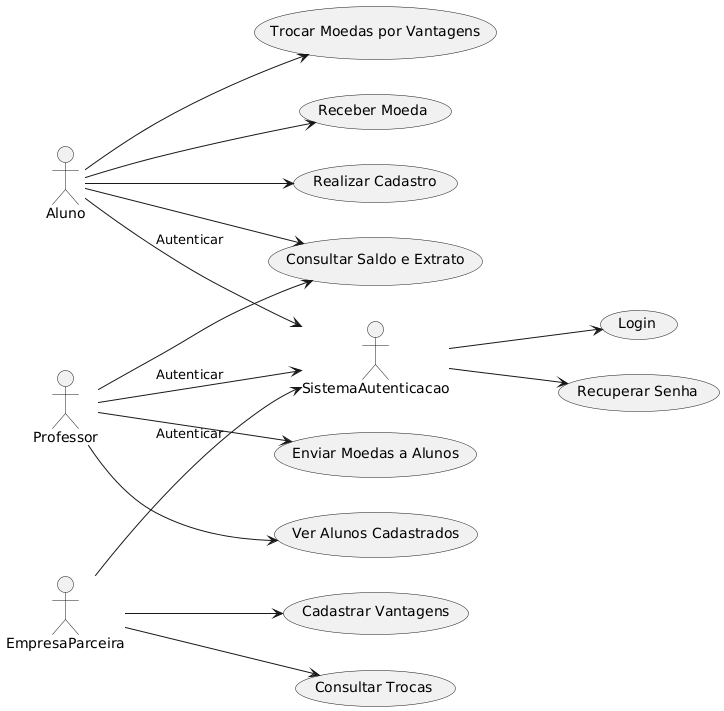 Trocar Moedas por Vantagens
Receber Moeda
Realizar Cadastro
Aluno
Autenticar
Consultar Saldo e Extrato
Login
Autenticar
SistemaAutenticacao
Recuperar Senha
Professor
Autenticar
Enviar Moedas a Alunos
Ver Alunos Cadastrados
Cadastrar Vantagens
EmpresaParceira
Consultar Trocas